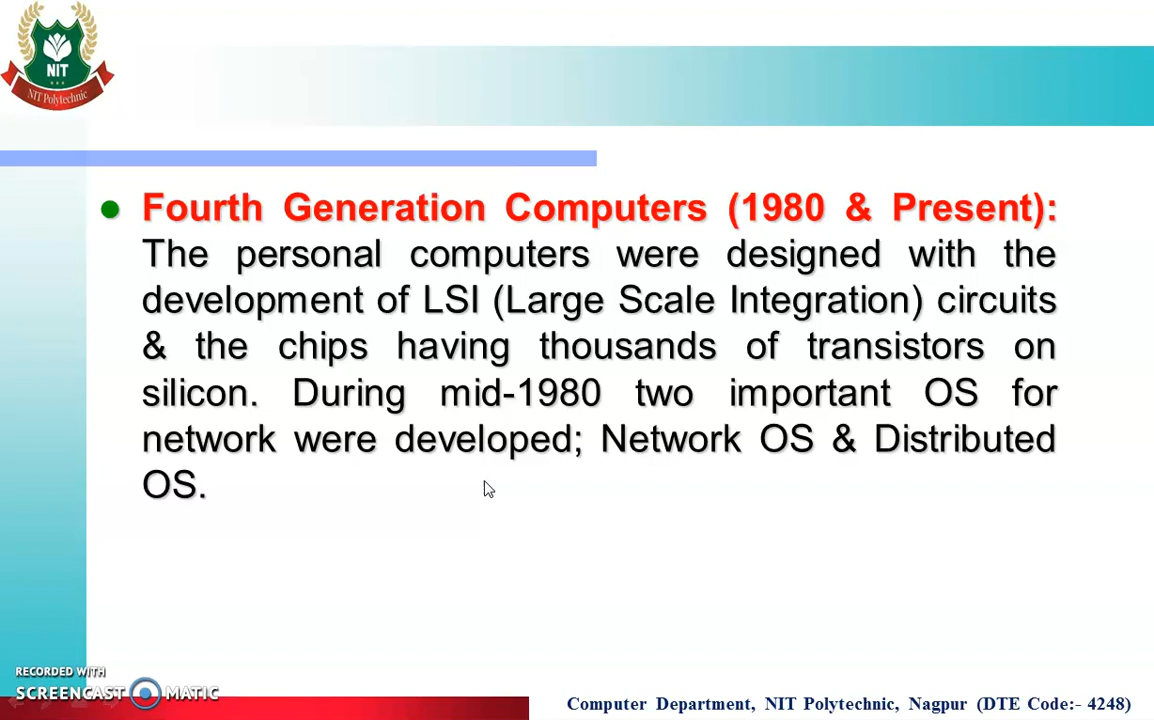 NIT
NIT Polytechnic
Fourth Generation Computers (1980 & Present):
The personal computers were designed with the
development of LSI (Large Scale Integration) circuits
& the chips having thousands of transistors on
silicon. During mid-1980 two important OS for
network were developed; Network OS & Distributed
OS.
RECORDED WITH
SCREENCAST MATIC
Computer Department, NIT Polytechnic, Nagpur (DTE Code:- 4248)